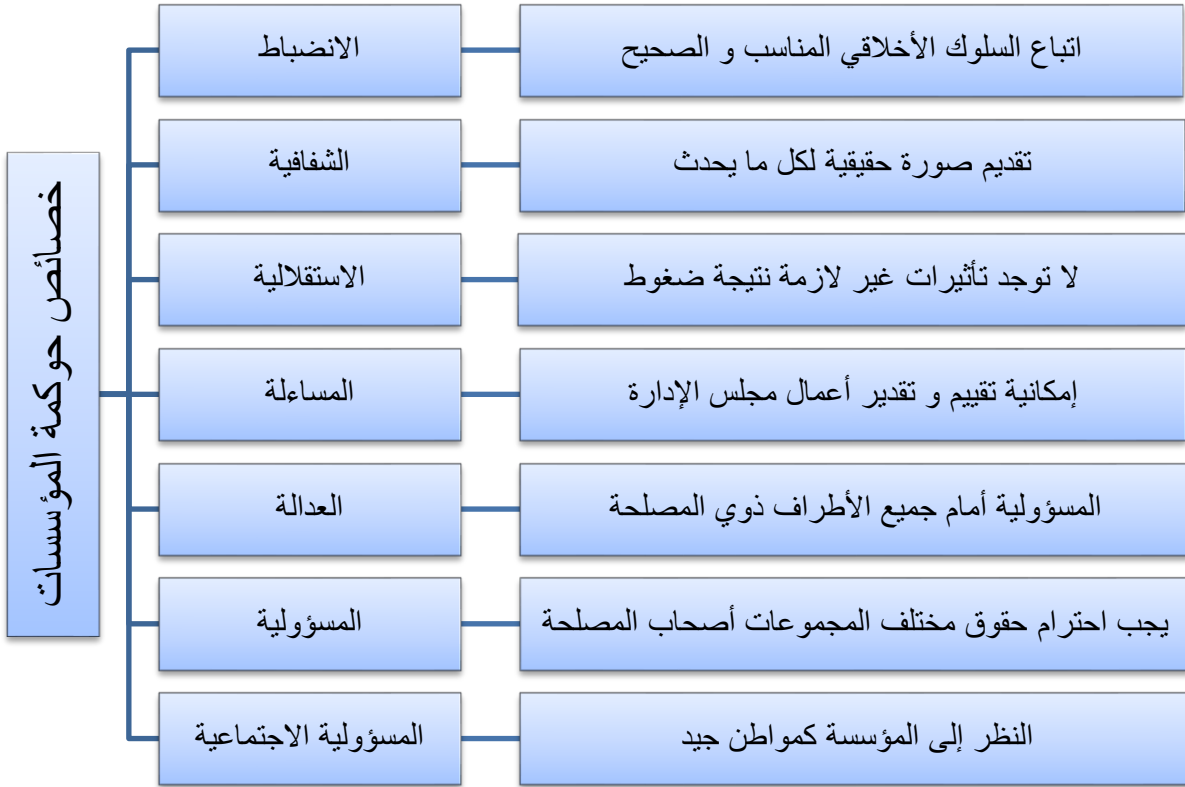 خصائص حوكمة المؤسسات
الانضباط
اتباع السلوك الأخلاقي المناسب و الصحيح
الشفافية
تقديم صورة حقيقية لكل ما يحدث
الاستقلالية
لا توجد تأثيرات غير لازمة نتيجة ضغوط
المساءلة
إمكانية تقييم و تقدير أعمال مجلس الإدارة
العدالة
المسؤولية أمام جميع الأطراف ذوي المصلحة
المسؤولية
يجب احترام حقوق مختلف المجموعات أصحاب المصلحة
المسؤولية الاجتماعية
النظر إلى المؤسسة كمواطن جيد